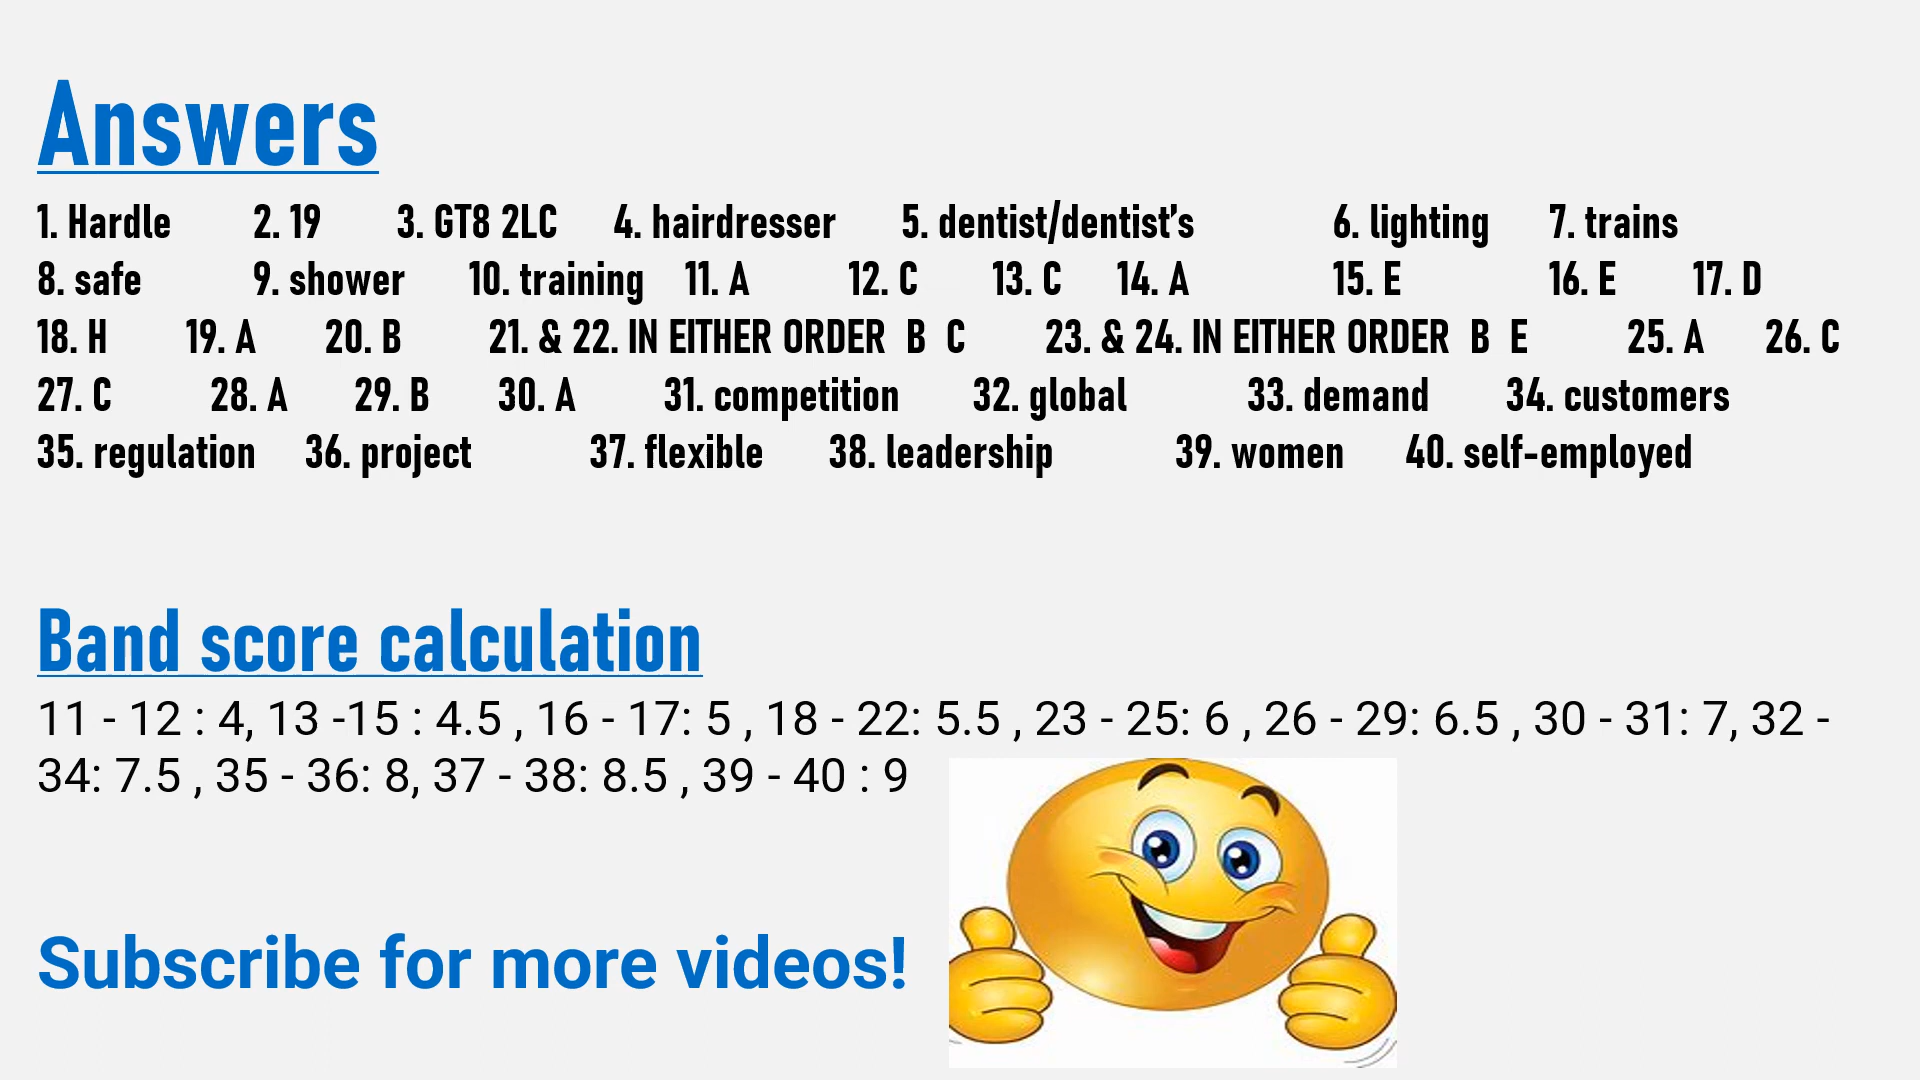 Answers
1. Hardle 2. 19 3. GT8 2LC 4. hairdresser 5. dentist/dentist's 6. lighting 7. trains
8. safe 9. shower 10. training 11. A 12. C 13. C 14. A 15. E 16. E 17. D
18. H 19. A 20. B 21. & 22. IN EITHER ORDER B C 23. & 24. IN EITHER ORDER B E 25. A 26. C
27. C 28. A 29. B 30. A 31. competition 32. global 33. demand 34. customers
35. regulation 36. project 37. flexible 38. leadership 39. women 40. self-employed
Band score calculation
11 - 12 : 4, 13 -15 : 4.5 , 16 - 17: 5 , 18 - 22: 5.5 , 23 - 25: 6 , 26 - 29: 6.5 , 30 - 31: 7, 32 -
34: 7.5 , 35 - 36: 8, 37 - 38: 8.5 , 39 - 40 : 9
Subscribe for more videos!